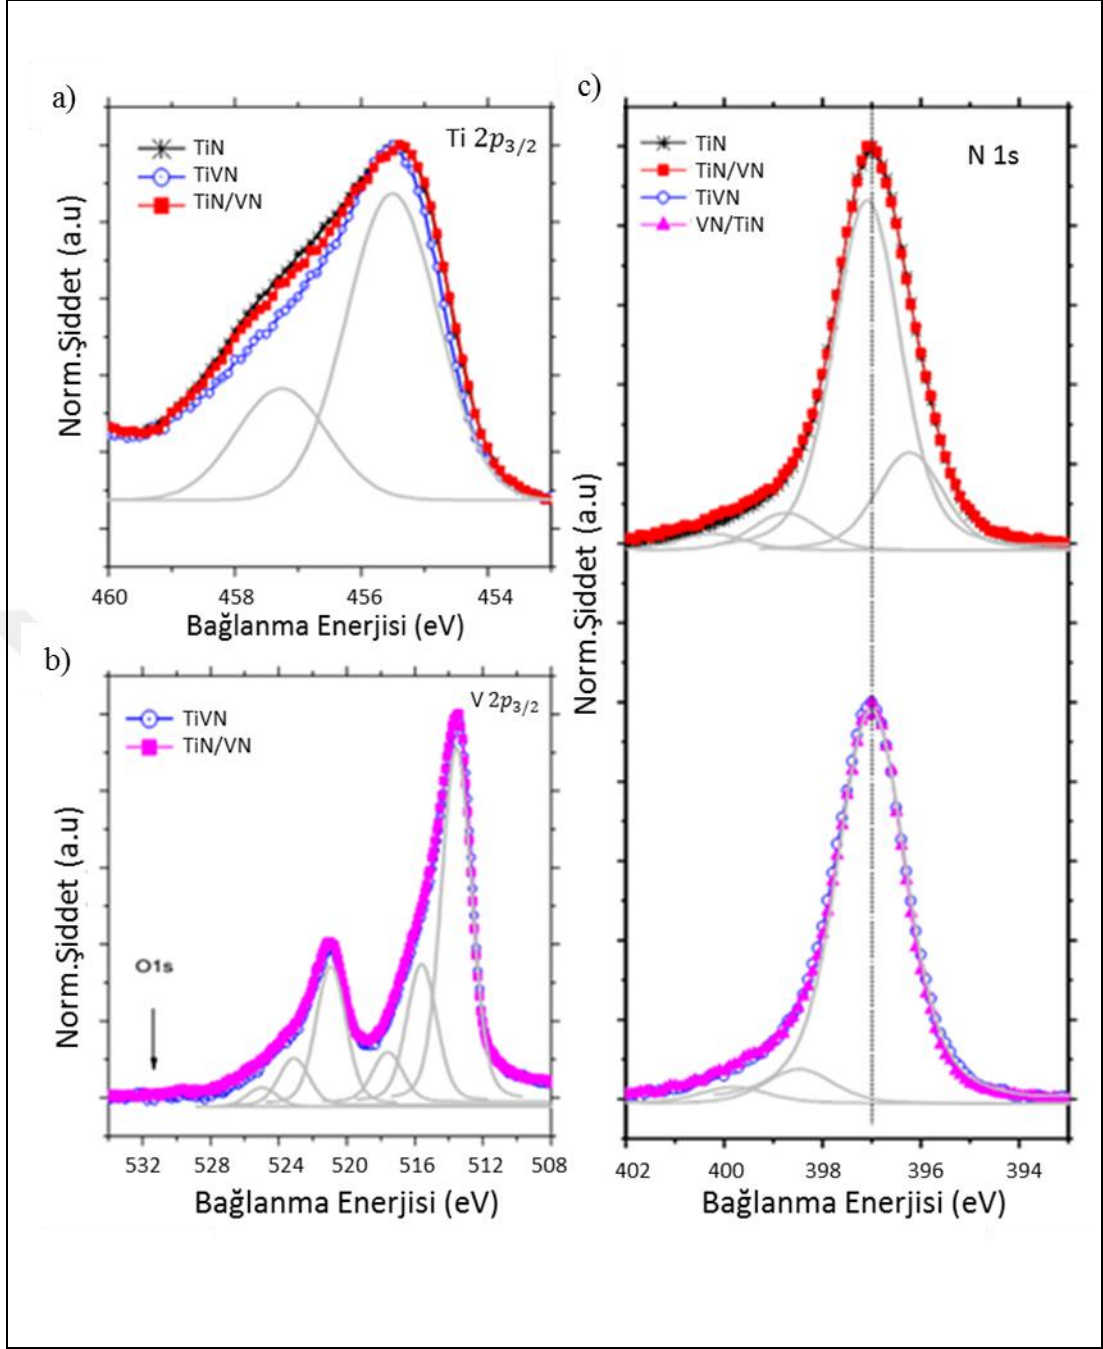 a)
Ti 2p3/2
TiN
TiVN
TiN/VN
Norm.Şiddet (a.u)
460 458 456 454
Bağlanma Enerjisi (eV)
b)
V 2p3/2
TiVN
TiN/VN
O1s
Norm.Şiddet (a.u)
532 528 524 520 516 512 508
Bağlanma Enerjisi (eV)
c)
N 1s
TiN
TiN/VN
TiVN
VN/TiN
Norm.Şiddet (a.u)
402 400 398 396 394
Bağlanma Enerjisi (eV)